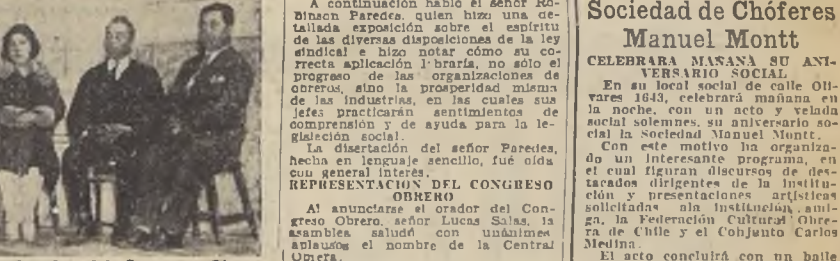 A continuación habló el señor Ro-
binson Paredes, quien hizo una de-
tallada exposición sobre el espíritu
de las diversas disposiciones de la ley
sindical e hizo notar cómo su co-
rrecta aplicación l·braría, no sólo el
progreso de las organizaciones de
obreros, sino la prosperidad misma
de las industrias, en las cuales sus
jefes practicarán sentimientos de
comprensión y de ayuda para la le-
gislación social.
La disertación del señor Paredes,
hecha en lenguaje sencillo, fué oída
con general interés.
REPRESENTACION DEL CONGRESO
OBRERO
Al anunciarse el orador del Con-
greso Obrero, señor Lucas Salas, la
asamblea saludó con unánimes
aplausos el nombre de la Central
Obrera.
Sociedad de Chóferes
Manuel Montt
CELEBRARA MAÑANA SU ANI-
VERSARIO SOCIAL
En su local social de calle Oli-
vares 1643, celebrará mañana en
la noche, con un acto y velada
social solemnes, su aniversario so-
cial la Sociedad Manuel Montt.
Con este motivo ha organiza-
do un interesante programa, en
el cual figuran discursos de des-
tacados dirigentes de la institu-
ción y presentaciones artísticas
solicitadas ala institución amí-
ga, la Federación Cultural Obre-
ra de Chile y el Conjunto Carlos
Medina.
El acto concluirá con un baile